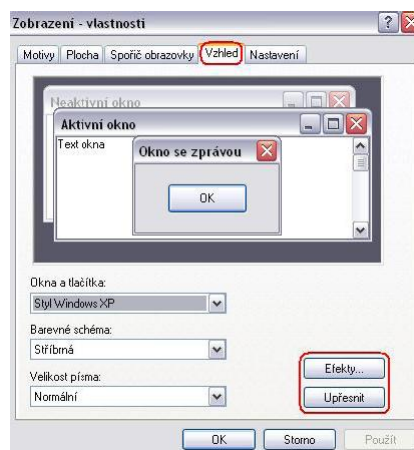 Zobrazení - vlastnosti
Motivy Plocha Spořič obrazovky Vzhled Nastavení
Neaktivní okno
Aktivní okno
Text okna
Okno se zprávou
OK
Okna a tlačítka:
Styl Windows XP
Barevné schéma:
Stříbrná
Velikost písma:
Normální
Efekty...
Upřesnit
OK Storno Použít